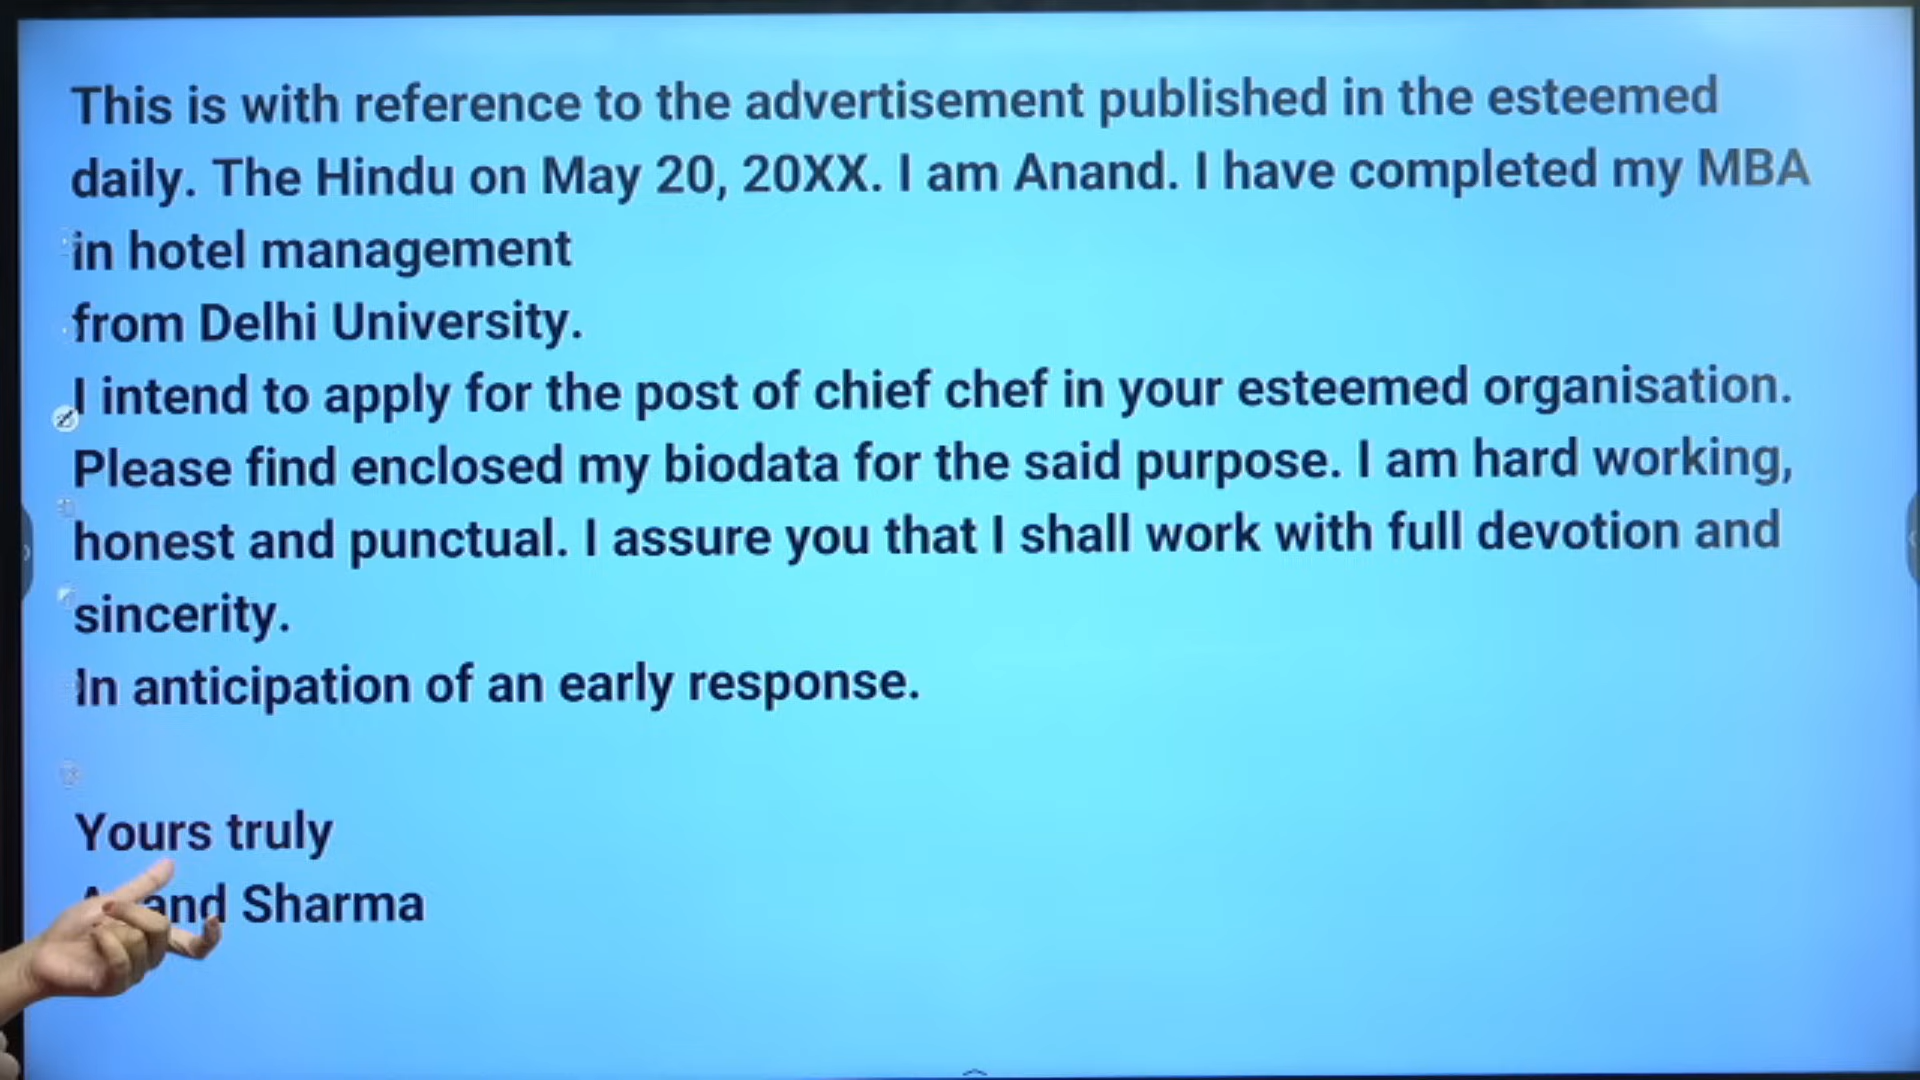 This is with reference to the advertisement published in the esteemed
daily. The Hindu on May 20, 20XX. I am Anand. I have completed my MBA
in hotel management
from Delhi University.
I intend to apply for the post of chief chef in your esteemed organisation.
Please find enclosed my biodata for the said purpose. I am hard working,
honest and punctual. I assure you that I shall work with full devotion and
sincerity.
In anticipation of an early response.
Yours truly
Anand Sharma